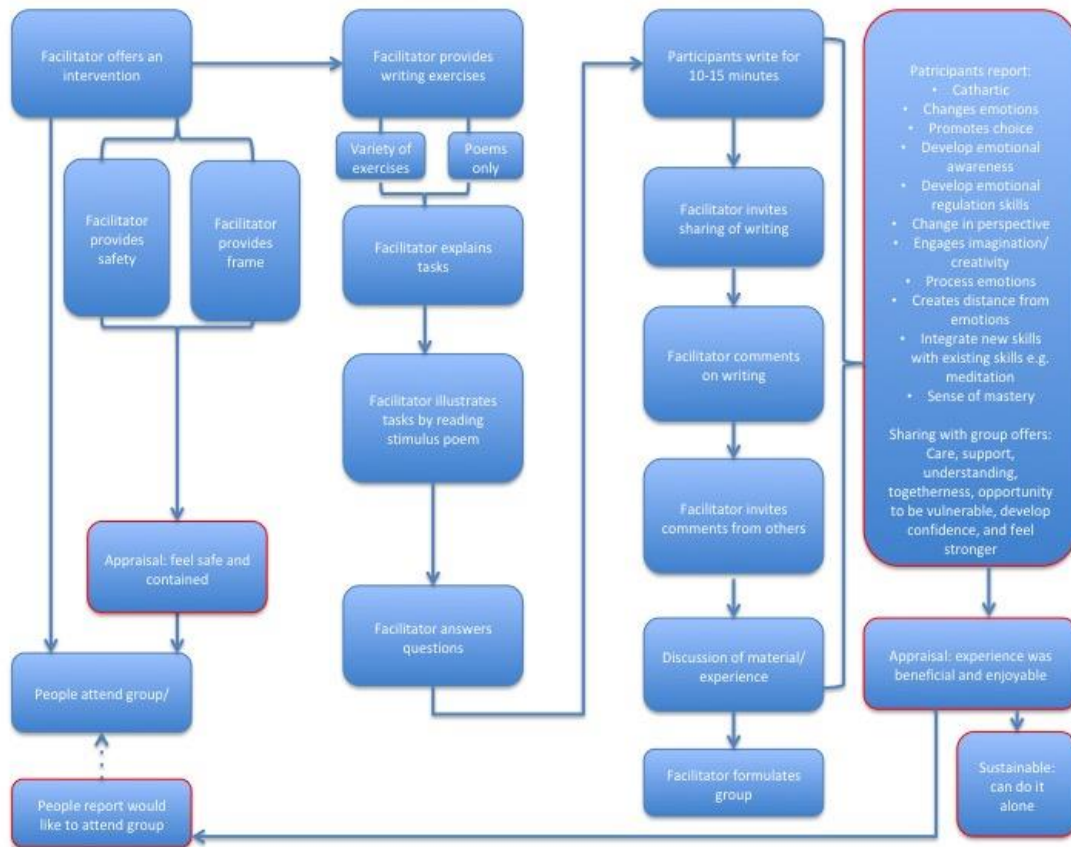 Facilitator offers an
intervention
Facilitator
provides
safety
Facilitator
provides
frame
Appraisal: feel safe and
contained
People attend group/
People report would
like to attend group
Facilitator provides
writing exercises
Variety of
exercises
Poems
only
Facilitator explains
tasks
Facilitator illustrates
tasks by reading
stimulus poem
Facilitator answers
questions
Participants write for
10-15 minutes
Facilitator invites
sharing of writing
Facilitator comments
on writing
Facilitator invites
comments from others
Discussion of material/
experience
Facilitator formulates
group
Patricipants report:
• Cathartic
• Changes emotions
• Promotes choice
• Develop emotional
awareness
• Develop emotional
regulation skills
• Change in perspective
• Engages imagination/
creativity
• Process emotions
• Creates distance from
emotions
• Integrate new skills
with existing skills e.g.
meditation
• Sense of mastery
Sharing with group offers:
Care, support,
understanding,
togetherness, opportunity
to be vulnerable, develop
confidence, and feel
stronger
Appraisal: experience was
beneficial and enjoyable
Sustainable:
can do it
alone